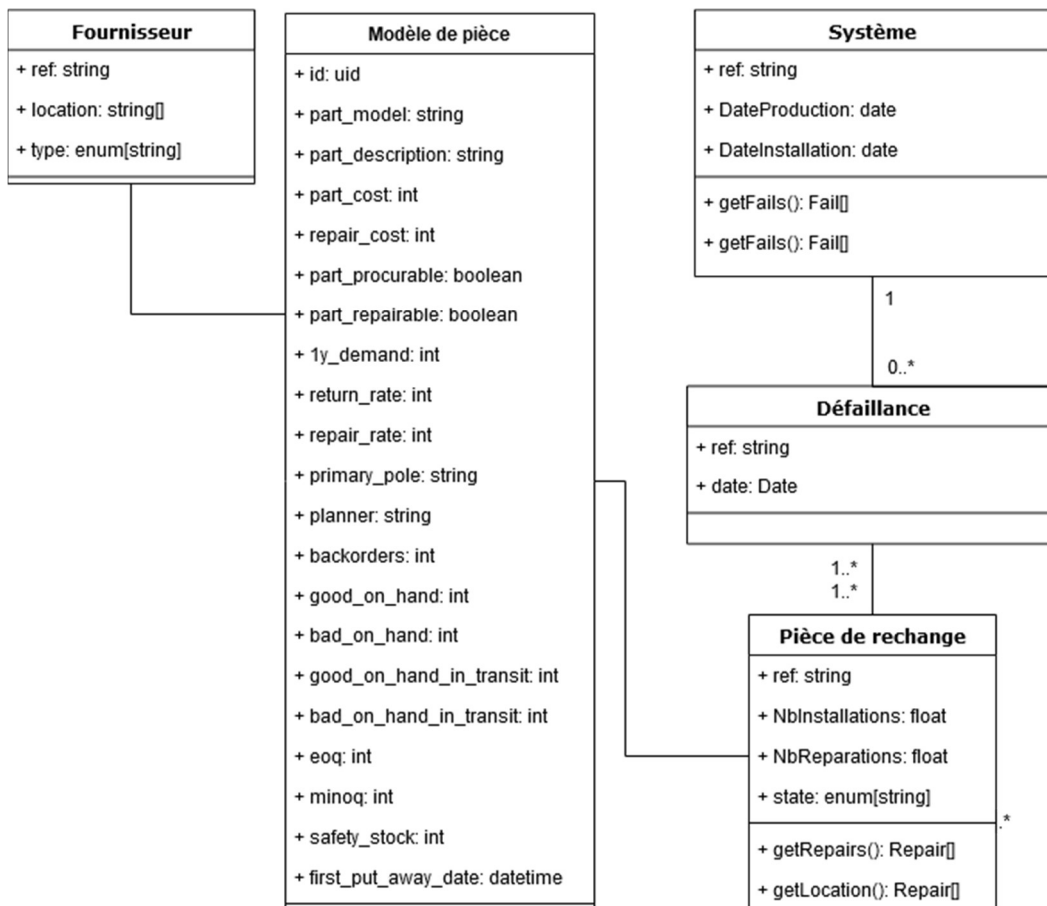 Fournisseur
+ ref: string
+ location: string[]
+ type: enum[string]
Modèle de pièce
+ id: uid
+ part_model: string
+ part_description: string
+ part_cost: int
+ repair_cost: int
+ part_procurable: boolean
+ part_repairable: boolean
+ 1y_demand: int
+ return_rate: int
+ repair_rate: int
+ primary_pole: string
+ planner: string
+ backorders: int
+ good_on_hand: int
+ bad_on_hand: int
+ good_on_hand_in_transit: int
+ bad_on_hand_in_transit: int
+ eoq: int
+ minoq: int
+ safety_stock: int
+ first_put_away_date: datetime
Système
+ ref: string
+ DateProduction: date
+ DateInstallation: date
+ getFails(): Fail[]
+ getFails(): Fail[]
1
0..*
Défaillance
+ ref: string
+ date: Date
1..*
1..*
Pièce de rechange
+ ref: string
+ NbInstallations: float
+ NbReparations: float
+ state: enum[string]
.*
+ getRepairs(): Repair[]
+ getLocation(): Repair[]